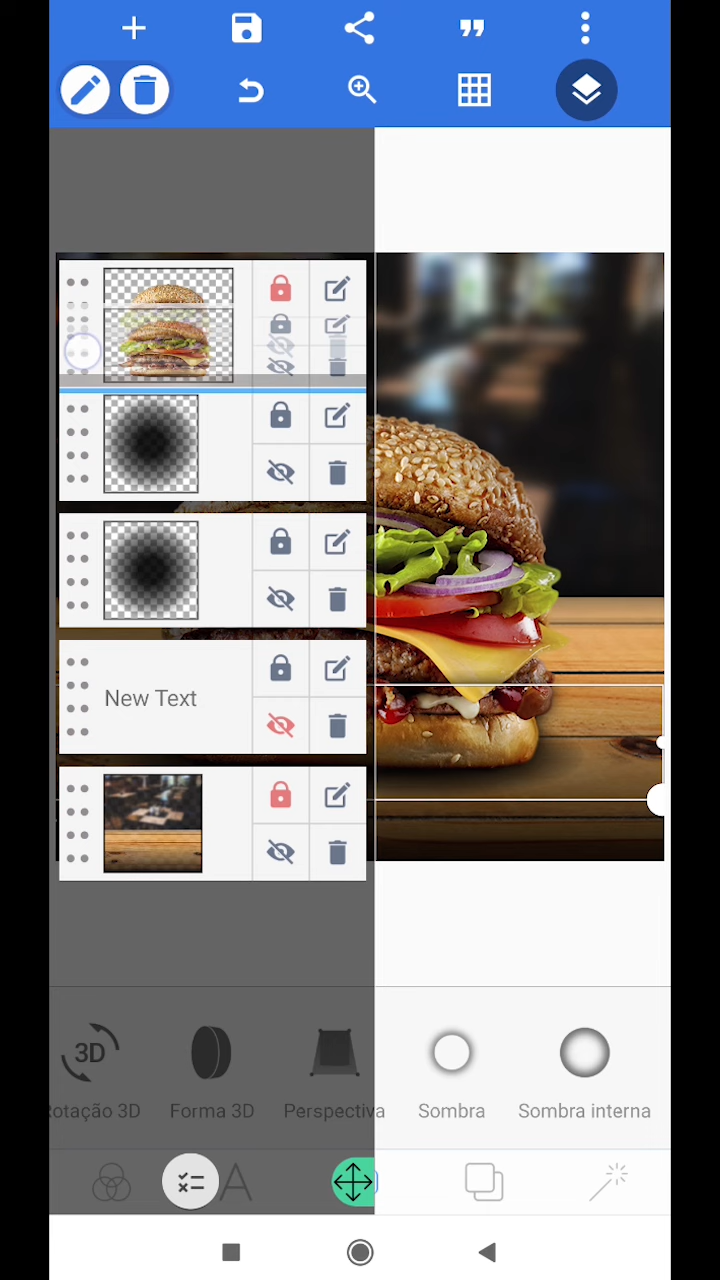 New Text
3D
Rotação 3D
Forma 3D
Perspectiva
Sombra
Sombra interna
A